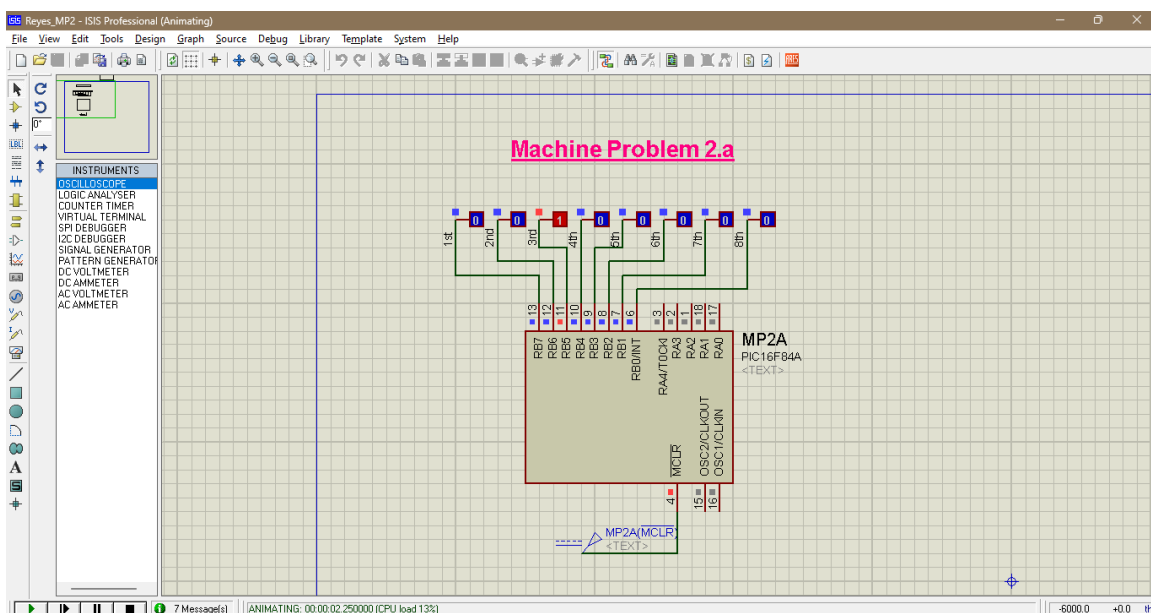 Reyes_MP2 - ISIS Professional (Animating)
File View Edit Tools Design Graph Source Debug Library Template System Help
0°
LBL
INSTRUMENTS
OSCILLOSCOPE
LOGIC ANALYSER
COUNTER TIMER
VIRTUAL TERMINAL
SPI DEBUGGER
I2C DEBUGGER
SIGNAL GENERATOR
PATTERN GENERATOR
DC VOLTMETER
DC AMMETER
AC VOLTMETER
AC AMMETER
Machine Problem 2.a
0 0 1 0 0 0 0 0
1st 2nd 3rd 4th 5th 6th 7th 8th
13 12 11 10 9 8 7 6 3 2 1 18 17
RB7 RB6 RB5 RB4 RB3 RB2 RB1 RB0/INT RA4/T0CKI RA3 RA2 RA1 RA0
MP2A
PIC16F84A
<TEXT>
MCLR OSC2/CLKOUT OSC1/CLKIN
4 15 16
MP2A(MCLR)
<TEXT>
7 Message(s) ANIMATING: 00:00:02.250000 (CPU load 13%) -6000.0 +0.0 th